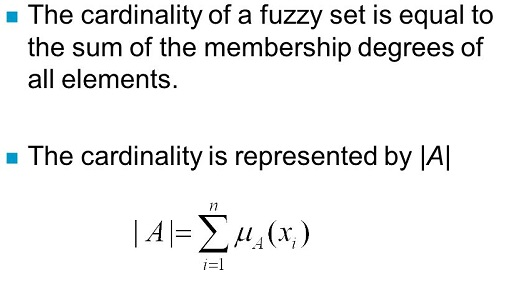 The cardinality of a fuzzy set is equal to
the sum of the membership degrees of
all elements.
The cardinality is represented by |A|
| A |= \sum_{i=1}^{n} μ_A(x_i)